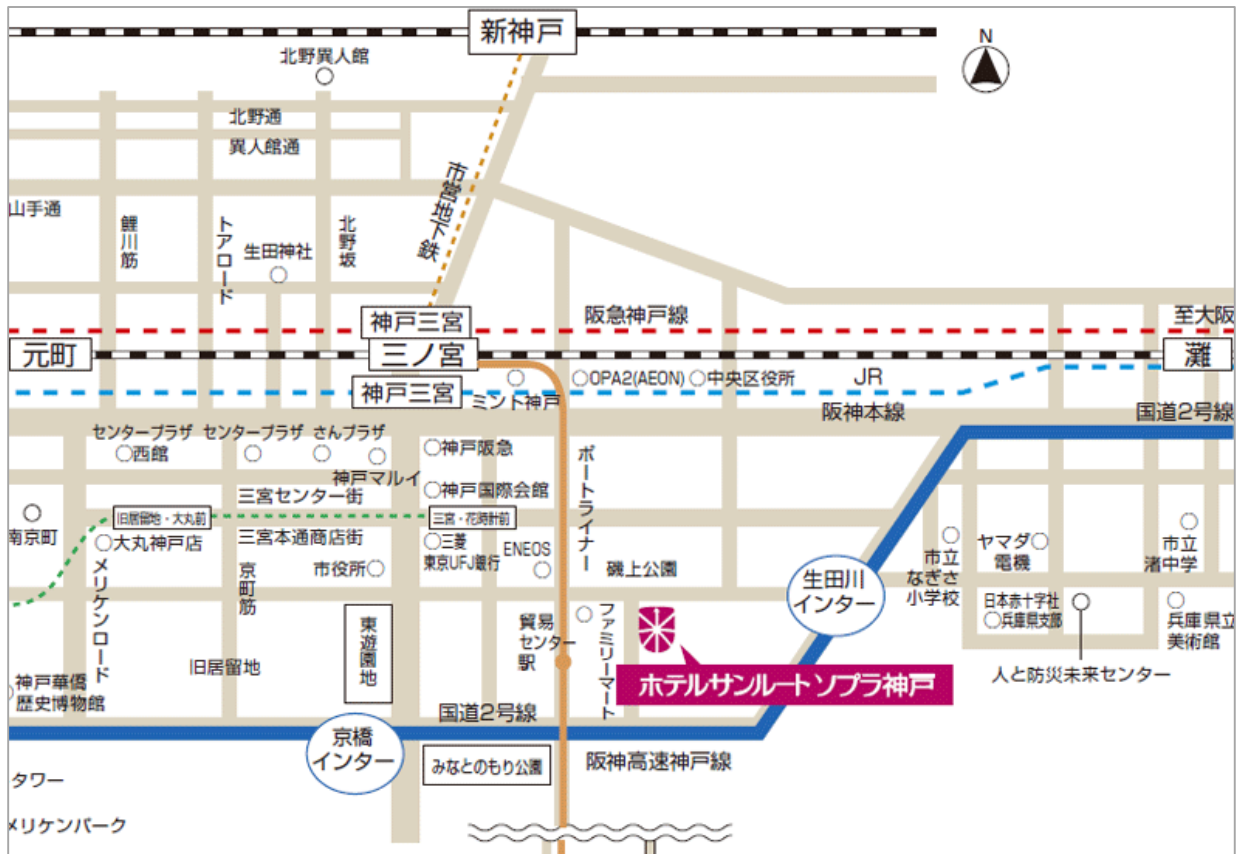 新神戸
N
北野異人館
北野通
異人館通
市営地下鉄
山手通
鯉川筋
トアロード
生田神社
北野坂
神戸三宮
阪急神戸線
至大阪
元町
三ノ宮
灘
神戸三宮
ミント神戸
OPA2(AEON)
中央区役所
JR
阪神本線
国道2号線
センタープラザ
西館
センタープラザ
さんプラザ
神戸マルイ
神戸阪急
神戸国際会館
ポートライナー
三宮センター街
南京町
旧居留地・大丸前
三宮・花時計前
大丸神戸店
三宮本通商店街
三菱
東京UFJ銀行
ENEOS
市役所
磯上公園
生田川
インター
市立
なぎさ
小学校
ヤマダ
電機
市立
渚中学
日本赤十字社
兵庫県支部
兵庫県立
美術館
人と防災未来センター
メリケンロード
京町筋
旧居留地
東遊園地
貿易
センター
駅
ファミリーマート
ホテルサンルートソプラ神戸
神戸華僑
歴史博物館
国道2号線
京橋
インター
みなとのもり公園
阪神高速神戸線
タワー
メリケンパーク